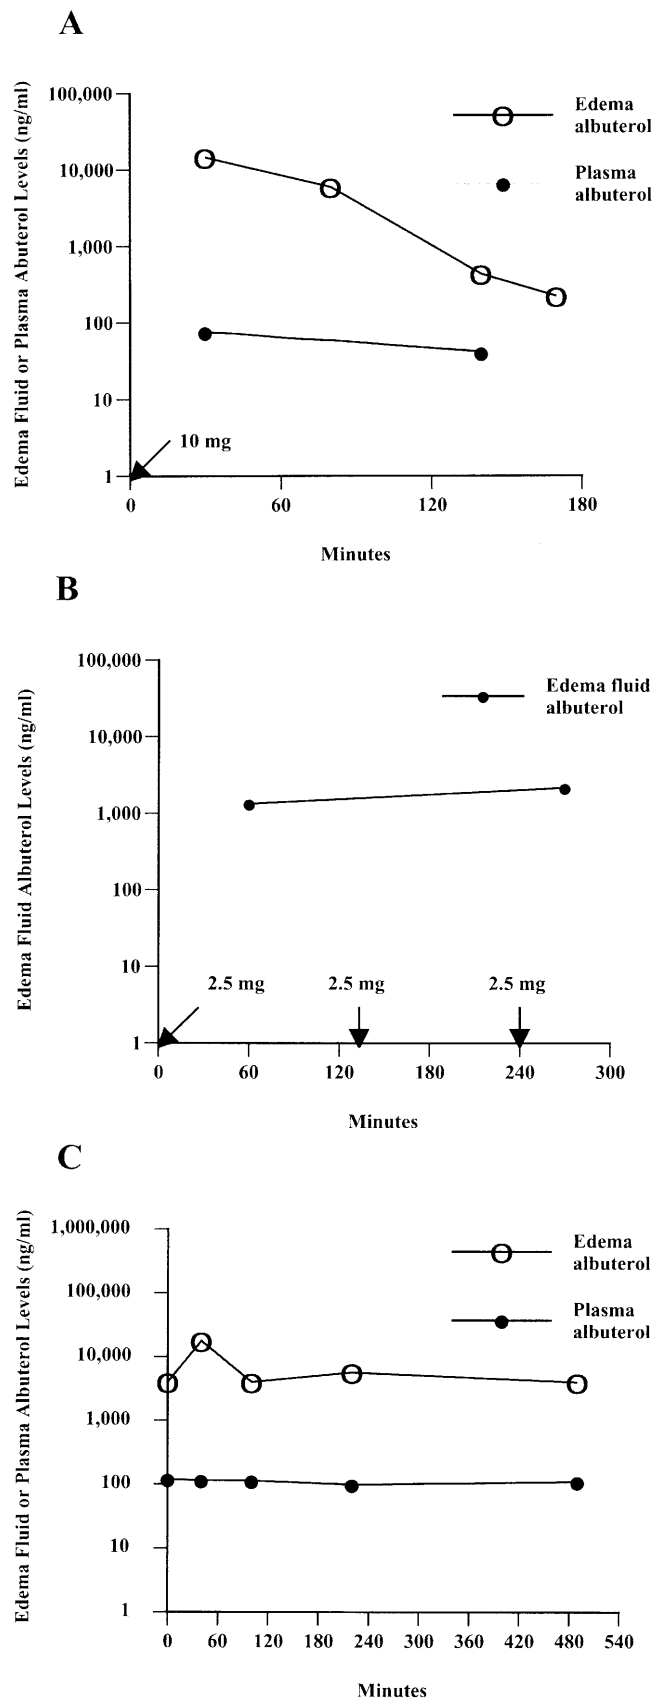 A
Edema Fluid or Plasma Abuterol Levels (ng/ml)
100,000
10,000
1,000
100
10
1
Edema
albuterol
Plasma
albuterol
10 mg
0
60
120
180
Minutes
B
Edema Fluid Albuterol Levels (ng/ml)
100,000
10,000
1,000
100
10
1
Edema fluid
albuterol
2.5 mg
2.5 mg
2.5 mg
0
60
120
180
240
300
Minutes
C
Edema Fluid or Plasma Albuterol Levels (ng/ml)
1,000,000
100,000
10,000
1,000
100
10
1
Edema
albuterol
Plasma
albuterol
0
60
120
180
240
300
360
420
480
540
Minutes